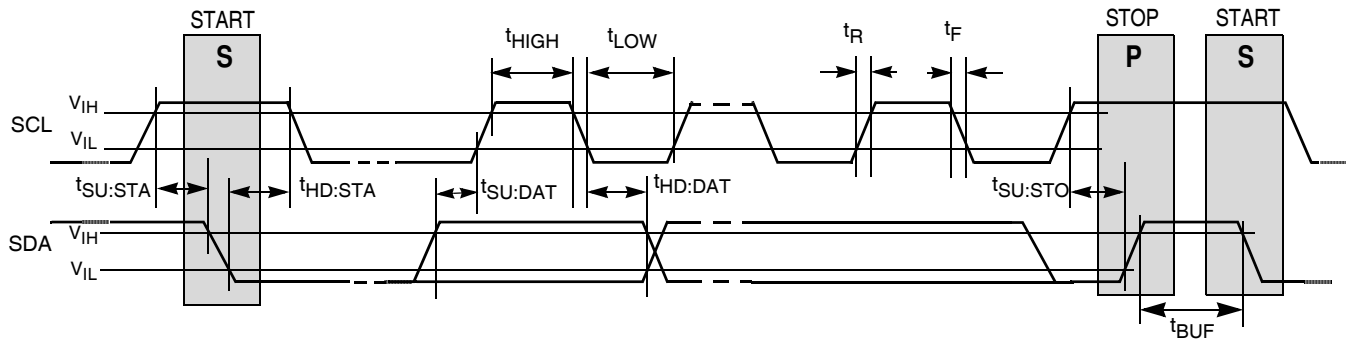 START
STOP
START
S
P
S
tHIGH
tLOW
tR
tF
SCL
VIH
VIL
tSU:STA
tHD:STA
tSU:DAT
tHD:DAT
tSU:STO
SDA
VIH
VIL
tBUF